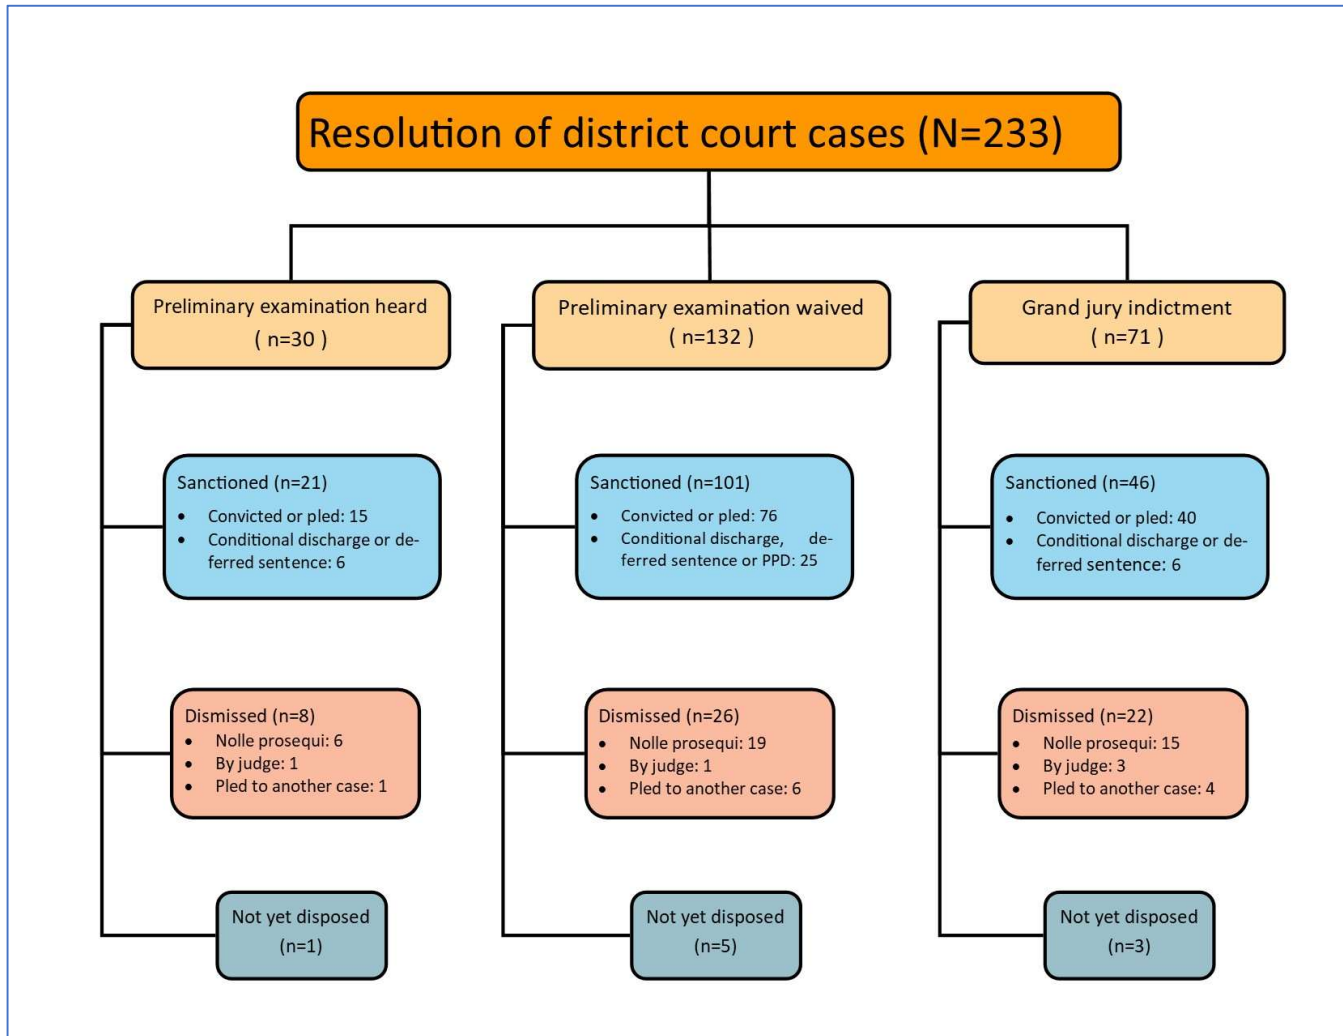 Resolution of district court cases (N=233)
Preliminary examination heard
( n=30 )
Preliminary examination waived
( n=132 )
Grand jury indictment
( n=71 )
Sanctioned (n=21)
• Convicted or pled: 15
• Conditional discharge or de-
ferred sentence: 6
Sanctioned (n=101)
• Convicted or pled: 76
• Conditional discharge, de-
ferred sentence or PPD: 25
Sanctioned (n=46)
• Convicted or pled: 40
• Conditional discharge or de-
ferred sentence: 6
Dismissed (n=8)
• Nolle prosequi: 6
• By judge: 1
• Pled to another case: 1
Dismissed (n=26)
• Nolle prosequi: 19
• By judge: 1
• Pled to another case: 6
Dismissed (n=22)
• Nolle prosequi: 15
• By judge: 3
• Pled to another case: 4
Not yet disposed
(n=1)
Not yet disposed
(n=5)
Not yet disposed
(n=3)